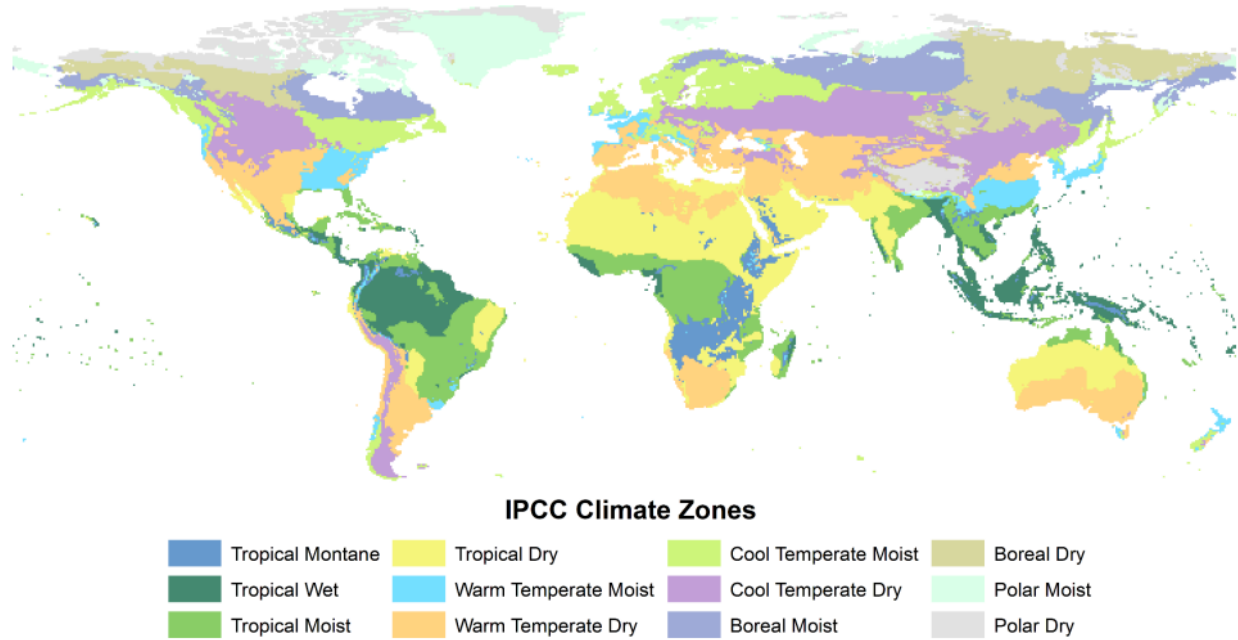 IPCC Climate Zones
Tropical Montane
Tropical Dry
Cool Temperate Moist
Boreal Dry
Tropical Wet
Warm Temperate Moist
Cool Temperate Dry
Polar Moist
Tropical Moist
Warm Temperate Dry
Boreal Moist
Polar Dry